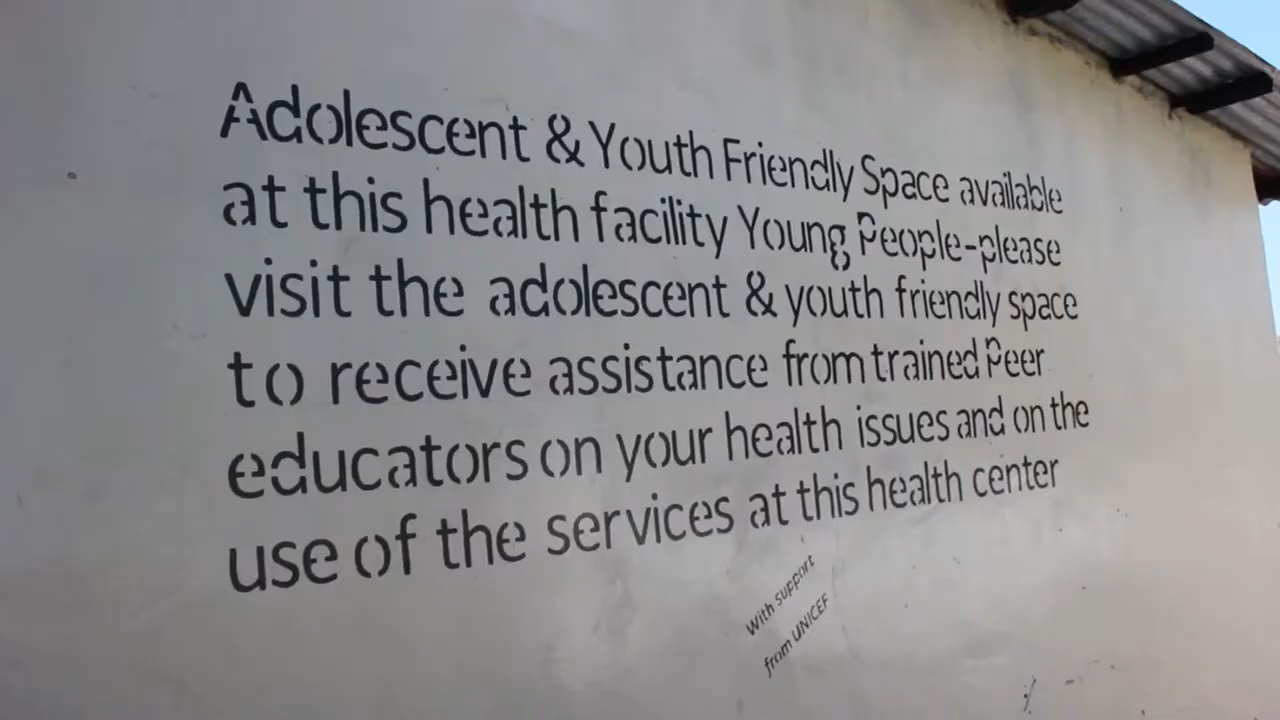 Adolescent & Youth Friendly Space available
at this health facility Young People-please
visit the adolescent & youth friendly space
to receive assistance from trained Peer
educators on your health issues and on the
use of the services at this health center
With support
from UNICEF